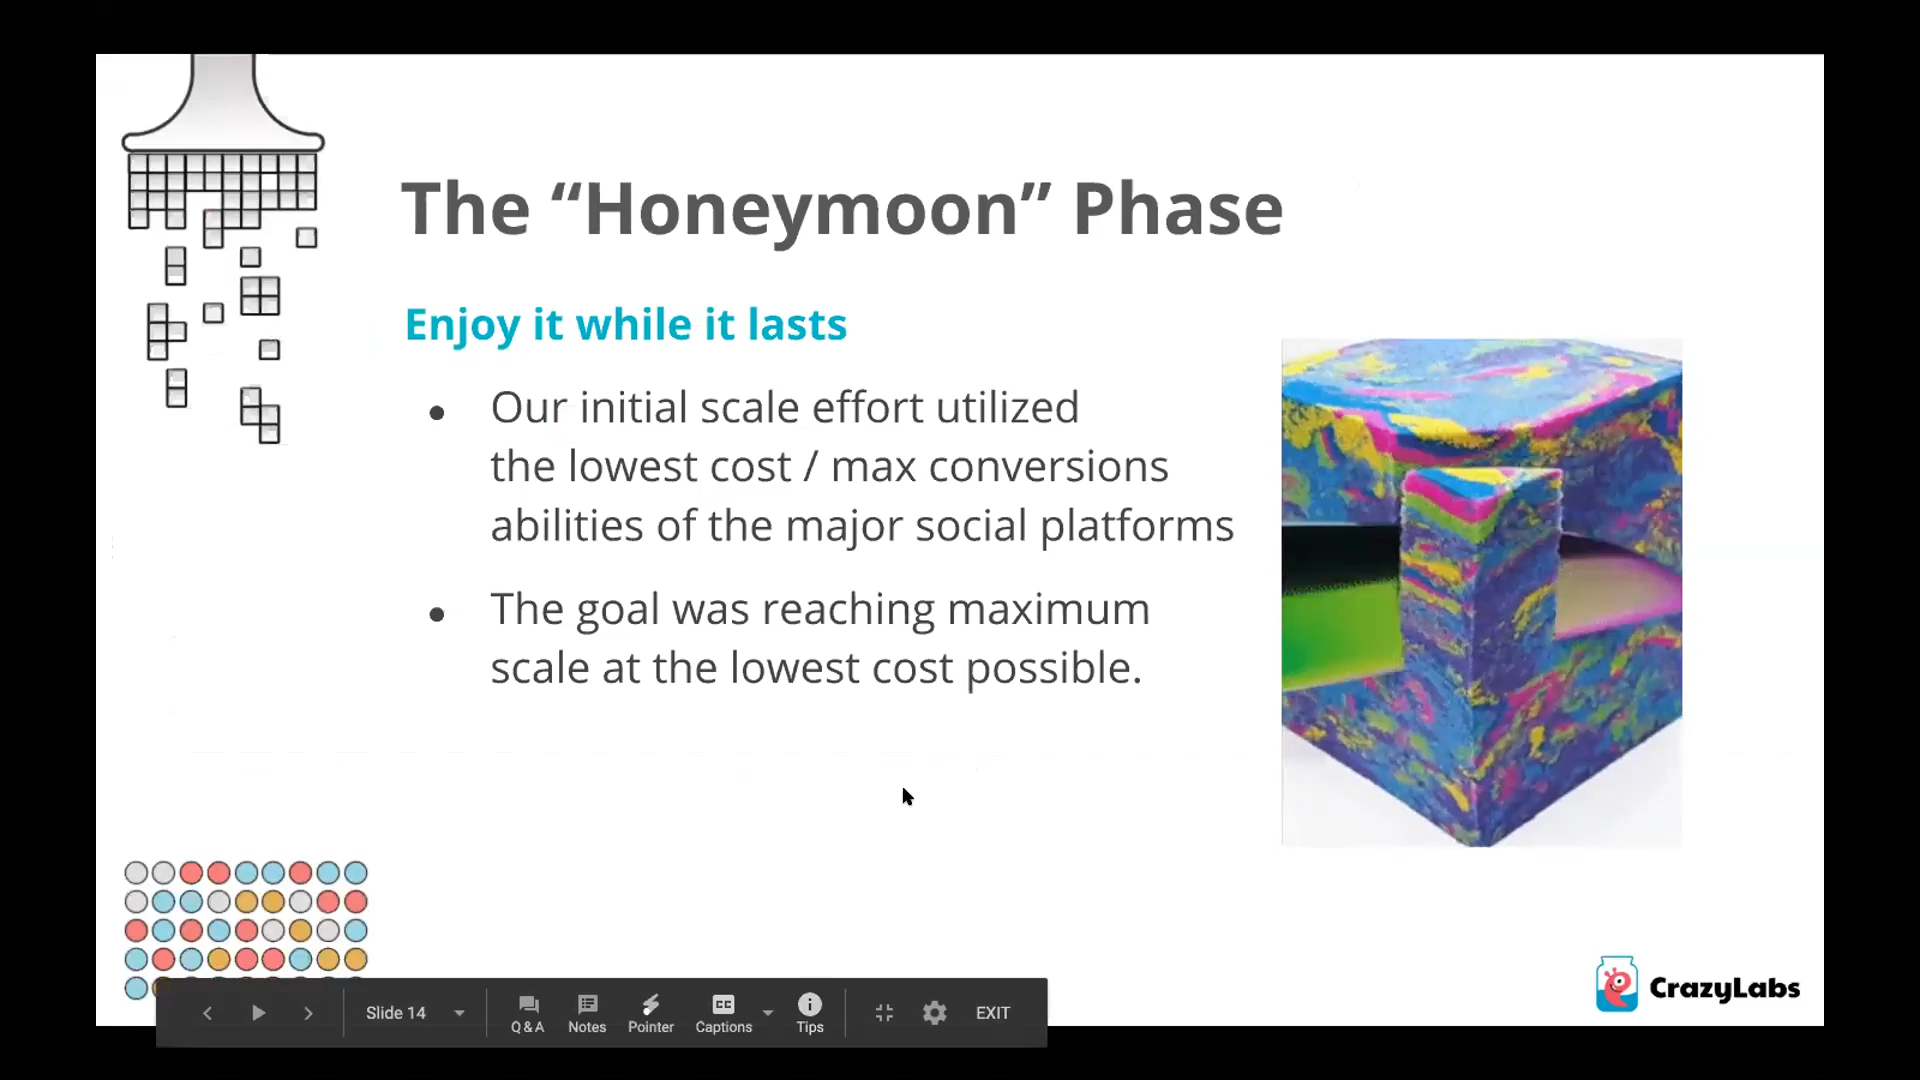 The “Honeymoon” Phase
Enjoy it while it lasts
● Our initial scale effort utilized
the lowest cost / max conversions
abilities of the major social platforms
● The goal was reaching maximum
scale at the lowest cost possible.
CrazyLabs
Slide 14
Q&A
Notes
Pointer
CC
Captions
Tips
EXIT